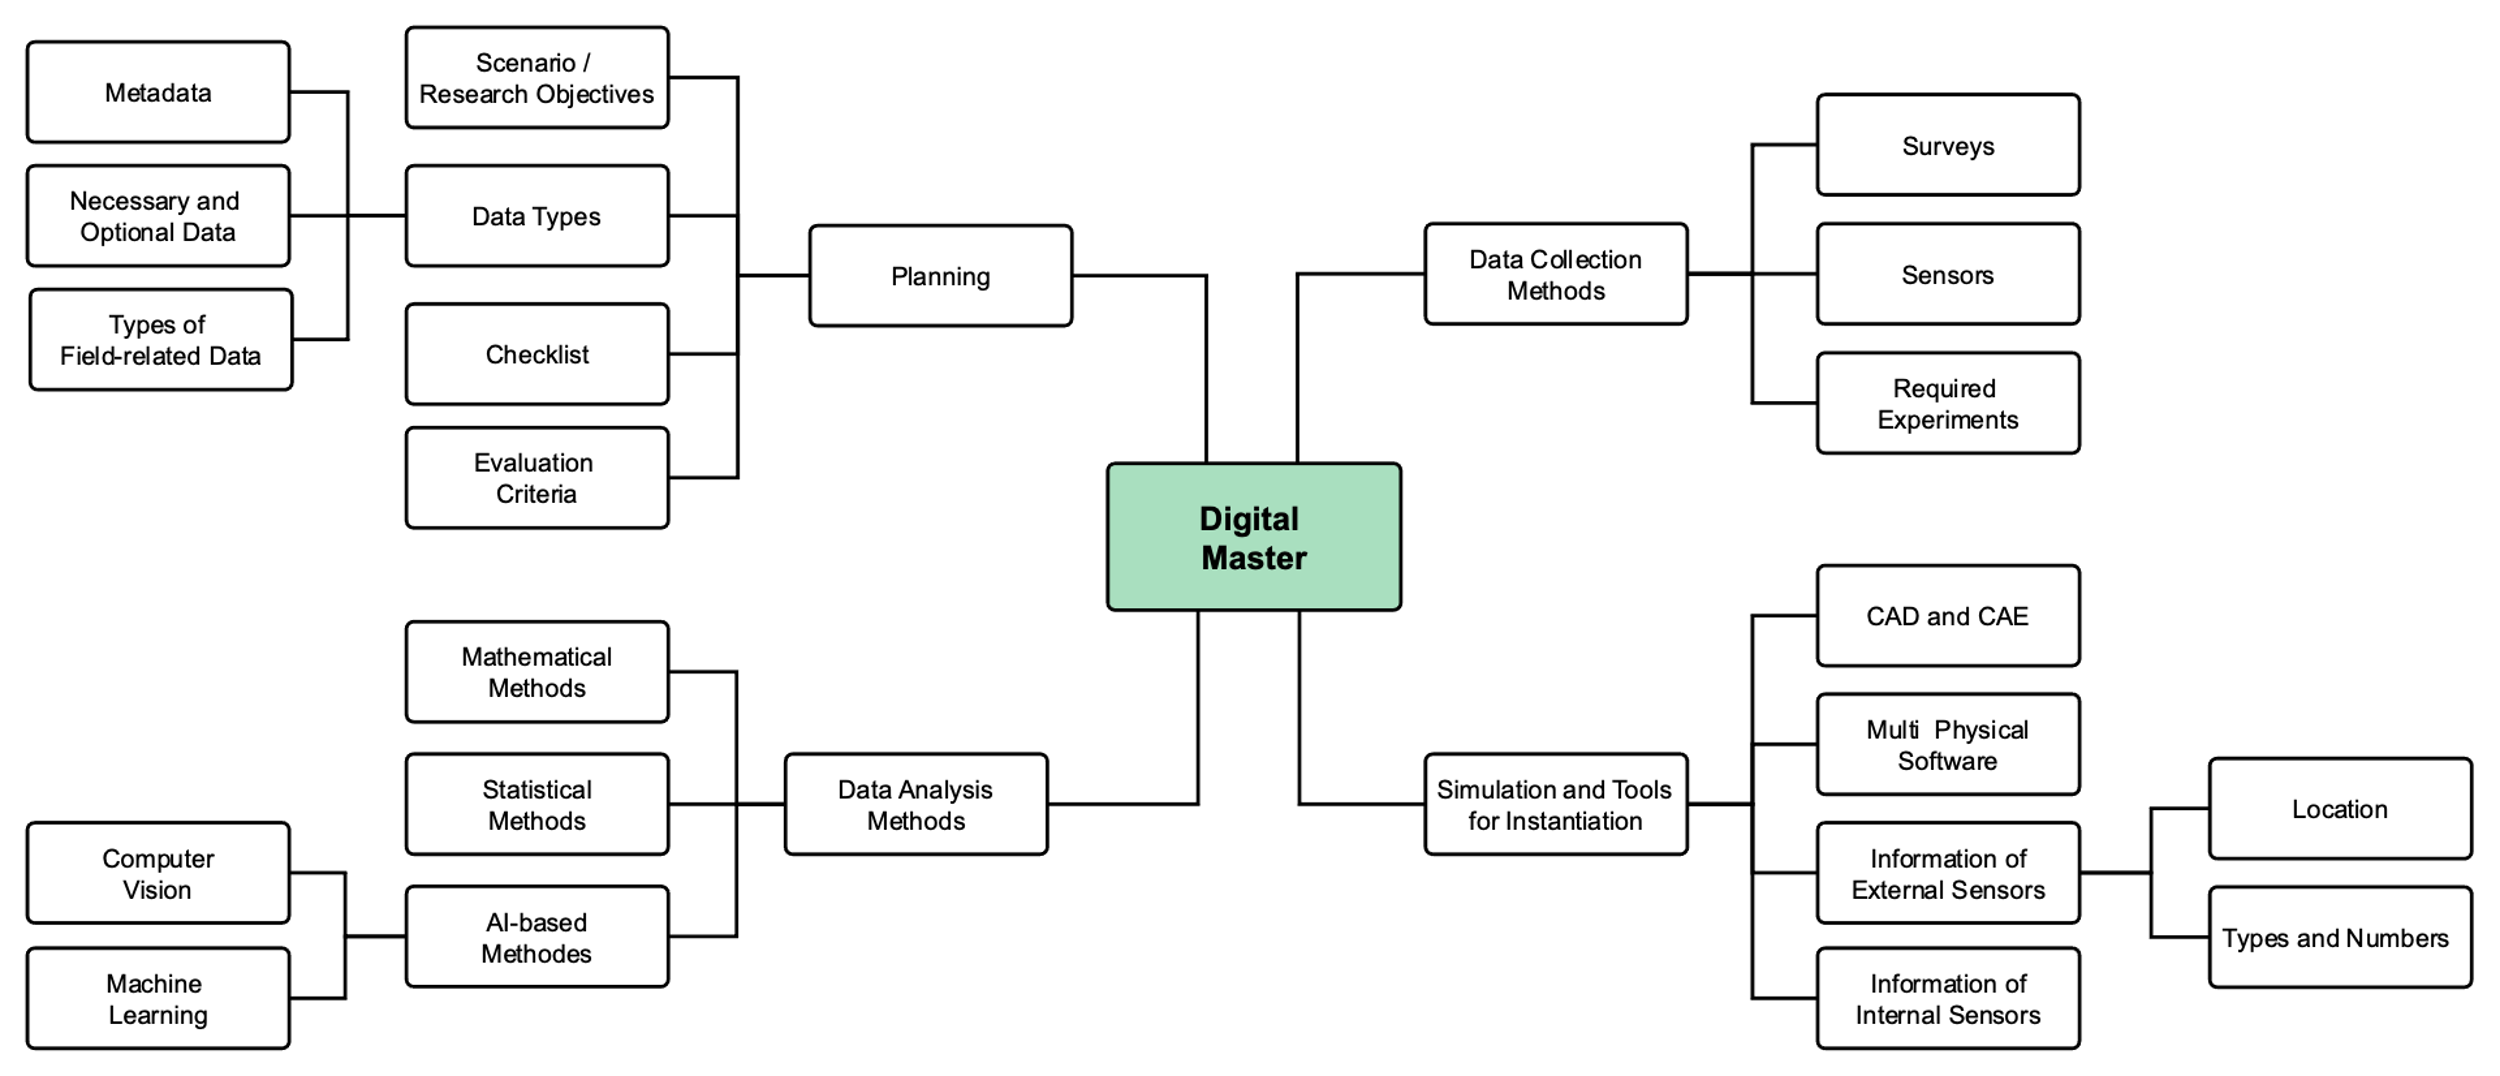 Metadata
Necessary and
Optional Data
Types of
Field-related Data
Scenario /
Research Objectives
Data Types
Checklist
Evaluation
Criteria
Planning
Data Collection
Methods
Surveys
Sensors
Required
Experiments
Digital
Master
Mathematical
Methods
Statistical
Methods
AI-based
Methodes
Computer
Vision
Machine
Learning
Data Analysis
Methods
Simulation and Tools
for Instantiation
CAD and CAE
Multi  Physical
Software
Information of
External Sensors
Information of
Internal Sensors
Location
Types and Numbers